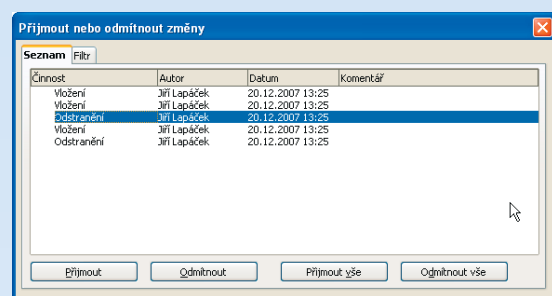 Přijmout nebo odmítnout změny
Seznam Filtr
Činnost Autor Datum Komentář
Vložení Jiří Lapáček 20.12.2007 13:25
Vložení Jiří Lapáček 20.12.2007 13:25
Odstranění Jiří Lapáček 20.12.2007 13:25
Vložení Jiří Lapáček 20.12.2007 13:25
Odstranění Jiří Lapáček 20.12.2007 13:25
Přijmout Odmítnout Přijmout vše Odmítnout vše